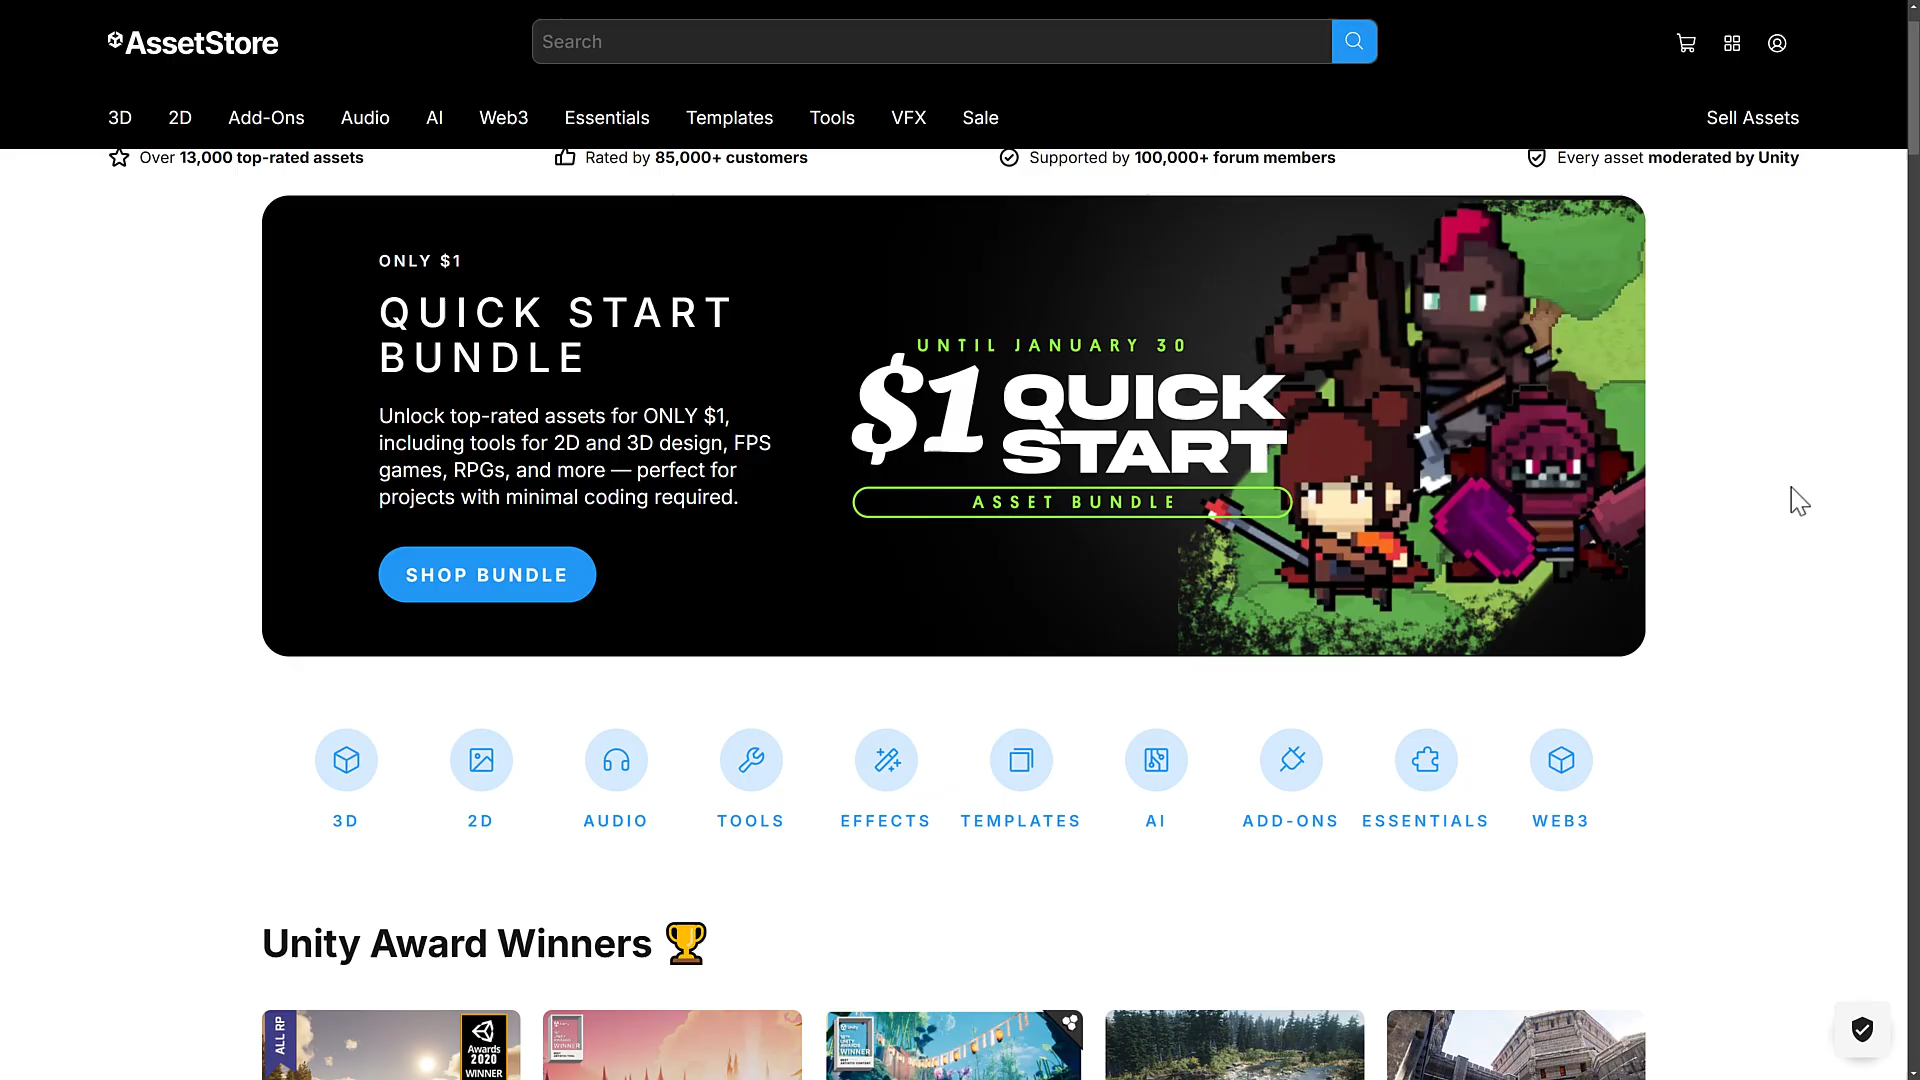 AssetStore
Search
3D 2D Add-Ons Audio AI Web3 Essentials Templates Tools VFX Sale Sell Assets
Over 13,000 top-rated assets Rated by 85,000+ customers Supported by 100,000+ forum members Every asset moderated by Unity
ONLY $1
QUICK START
BUNDLE
Unlock top-rated assets for ONLY $1,
including tools for 2D and 3D design, FPS
games, RPGs, and more — perfect for
projects with minimal coding required.
SHOP BUNDLE
UNTIL JANUARY 30
$1 QUICK
START
ASSET BUNDLE
3D 2D AUDIO TOOLS EFFECTS TEMPLATES AI ADD-ONS ESSENTIALS WEB3
Unity Award Winners
ALL RP
Awards
2020
WINNER
WINNER
WINNER